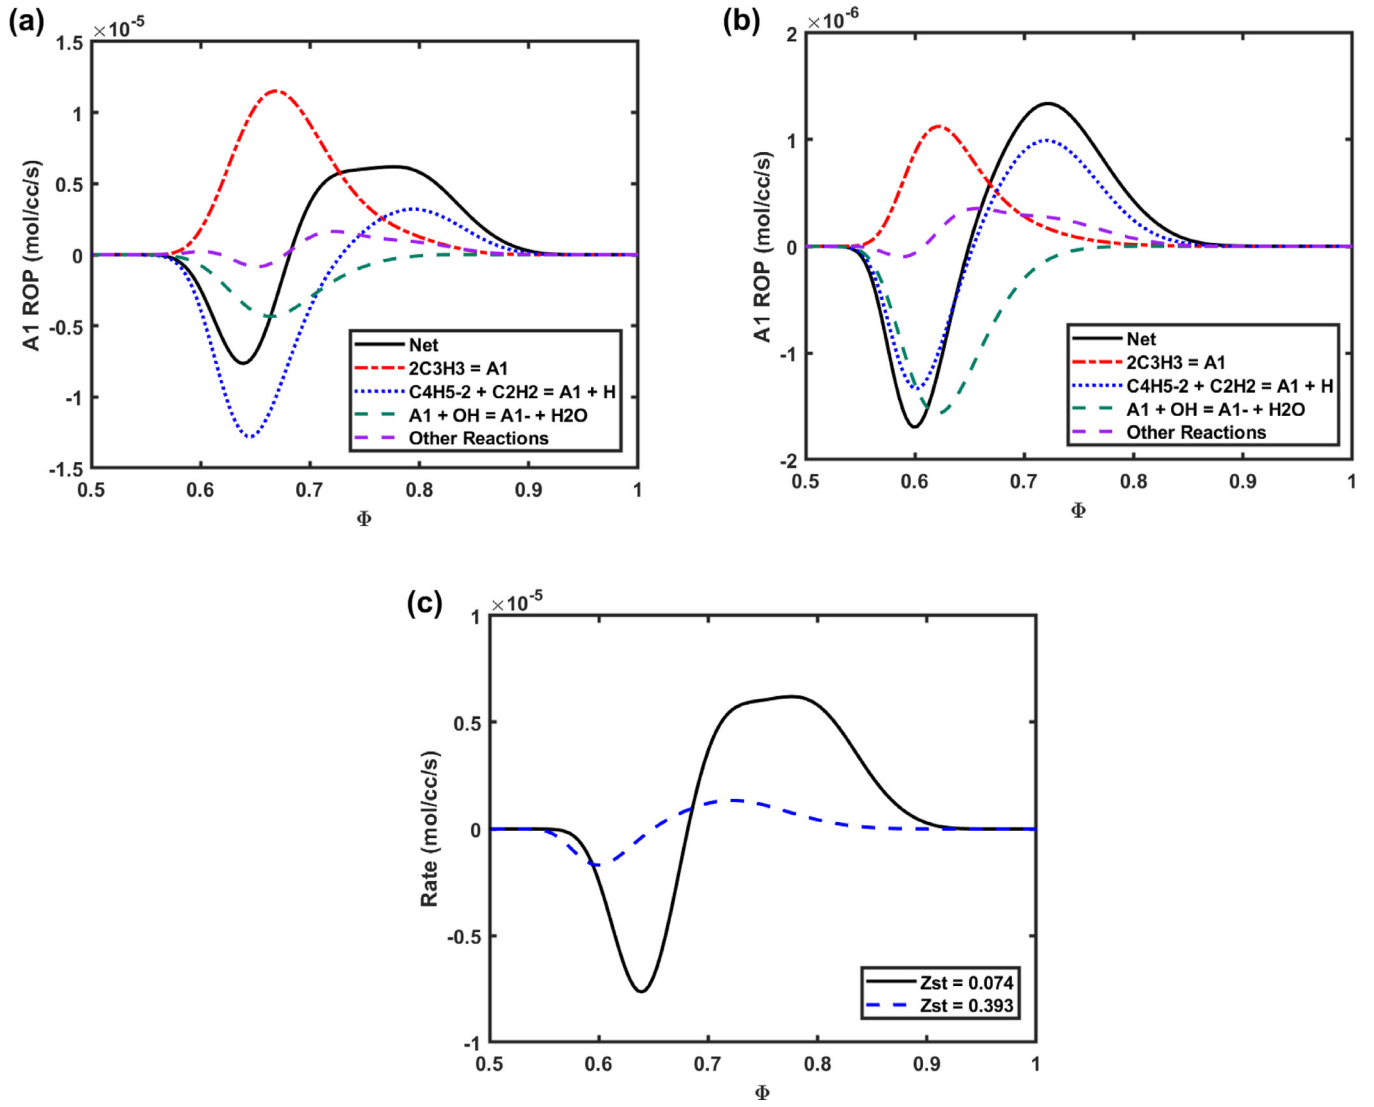 (a)
×10-5
1.5
1
0.5
0
-0.5
-1
-1.5
A1 ROP (mol/cc/s)
Net
2C3H3 = A1
C4H5-2 + C2H2 = A1 + H
A1 + OH = A1- + H2O
Other Reactions
0.5 0.6 0.7 0.8 0.9 1
Φ
(b)
×10-6
2
1
0
-1
-2
A1 ROP (mol/cc/s)
Net
2C3H3 = A1
C4H5-2 + C2H2 = A1 + H
A1 + OH = A1- + H2O
Other Reactions
0.5 0.6 0.7 0.8 0.9 1
Φ
(c)
×10-5
1
0.5
0
-0.5
-1
Rate (mol/cc/s)
Zst = 0.074
Zst = 0.393
0.5 0.6 0.7 0.8 0.9 1
Φ